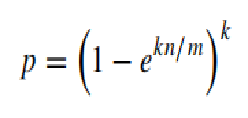 p = (1 − e^{kn/m})^k